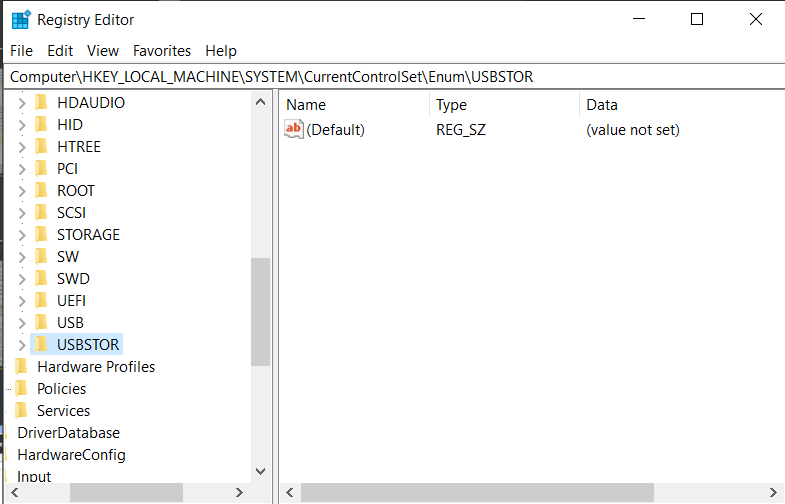 Registry Editor
File Edit View Favorites Help
Computer\HKEY_LOCAL_MACHINE\SYSTEM\CurrentControlSet\Enum\USBSTOR
HDAUDIO
HID
HTREE
PCI
ROOT
SCSI
STORAGE
SW
SWD
UEFI
USB
USBSTOR
Hardware Profiles
Policies
Services
DriverDatabase
HardwareConfig
Input
Name Type Data
ab (Default) REG_SZ (value not set)